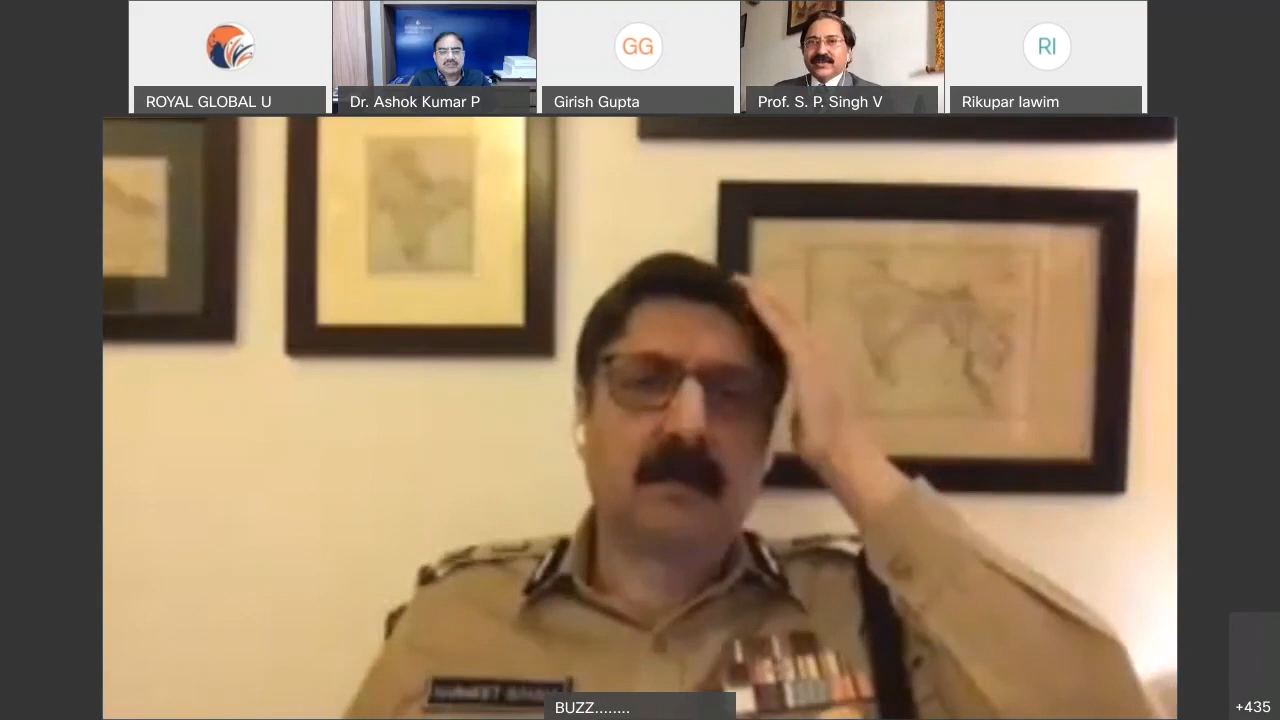 GG
RI
ROYAL GLOBAL U
Dr. Ashok Kumar P
Girish Gupta
Prof. S. P. Singh V
Rikupar lawim
BUZZ........
+435